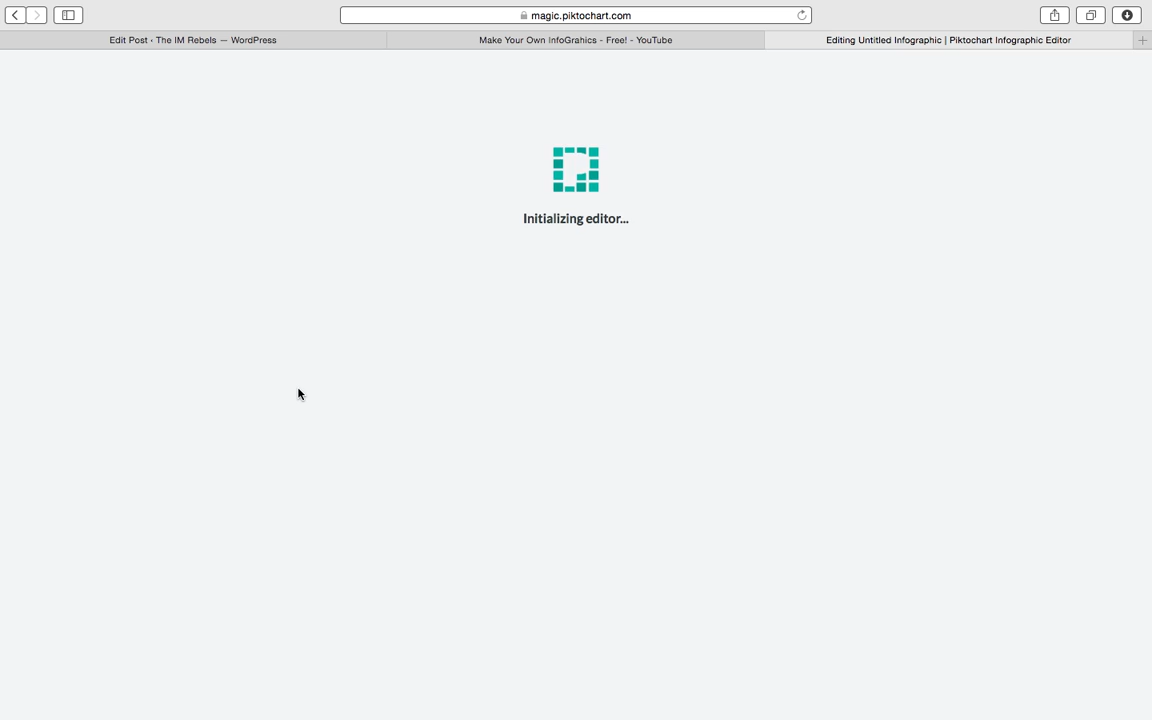 magic.piktochart.com
Edit Post ‹ The IM Rebels — WordPress
Make Your Own InfoGrahics - Free! - YouTube
Editing Untitled Infographic | Piktochart Infographic Editor
Initializing editor...